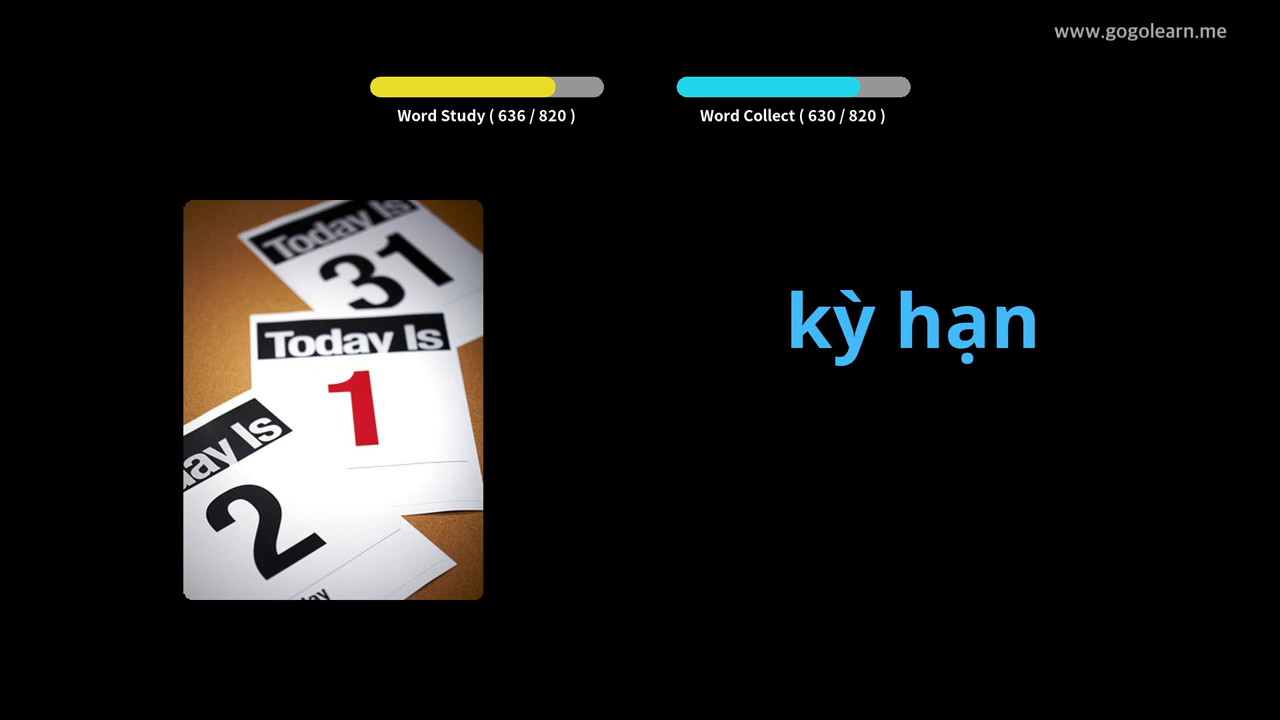 www.gogolearn.me
Word Study ( 636 / 820 )
Word Collect ( 630 / 820 )
Today Is
31
Today Is
1
ay Is
2
ay
kỳ hạn